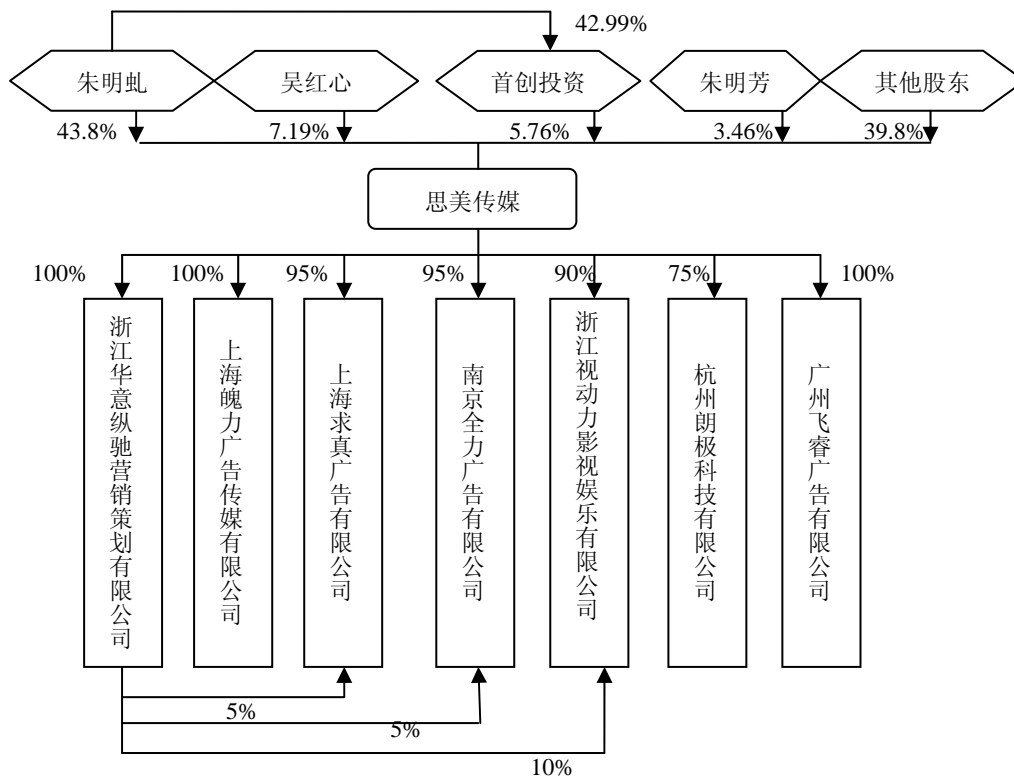 42.99%
朱明虬
吴红心
首创投资
朱明芳
其他股东
43.8%
7.19%
5.76%
3.46%
39.8%
思美传媒
100%
100%
95%
95%
90%
75%
100%
浙江华意纵驰营销策划有限公司
上海魄力广告传媒有限公司
上海求真广告有限公司
南京全力广告有限公司
浙江视动力影视娱乐有限公司
杭州朗极科技有限公司
广州飞睿广告有限公司
5%
5%
10%